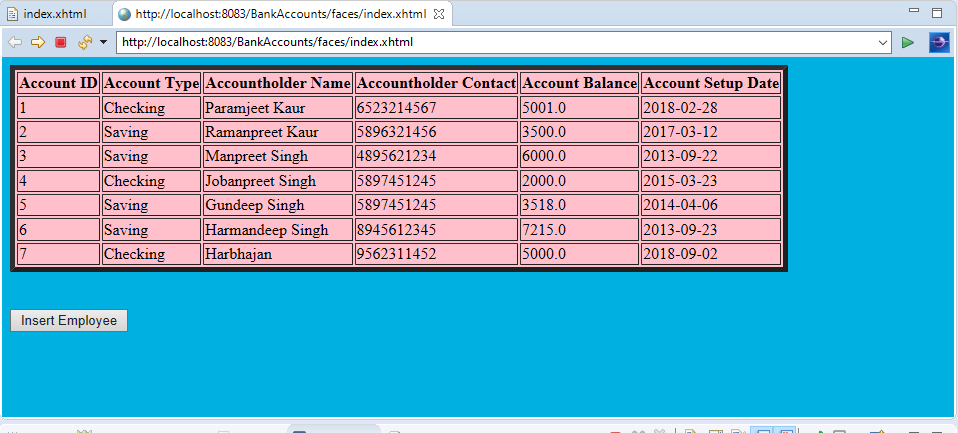 index.xhtml http://localhost:8083/BankAccounts/faces/index.xhtml
http://localhost:8083/BankAccounts/faces/index.xhtml
Account ID Account Type Accountholder Name Accountholder Contact Account Balance Account Setup Date
1 Checking Paramjeet Kaur 6523214567 5001.0 2018-02-28
2 Saving Ramanpreet Kaur 5896321456 3500.0 2017-03-12
3 Saving Manpreet Singh 4895621234 6000.0 2013-09-22
4 Checking Jobanpreet Singh 5897451245 2000.0 2015-03-23
5 Saving Gundeep Singh 5897451245 3518.0 2014-04-06
6 Saving Harmandeep Singh 8945612345 7215.0 2013-09-23
7 Checking Harbhajan 9562311452 5000.0 2018-09-02
Insert Employee